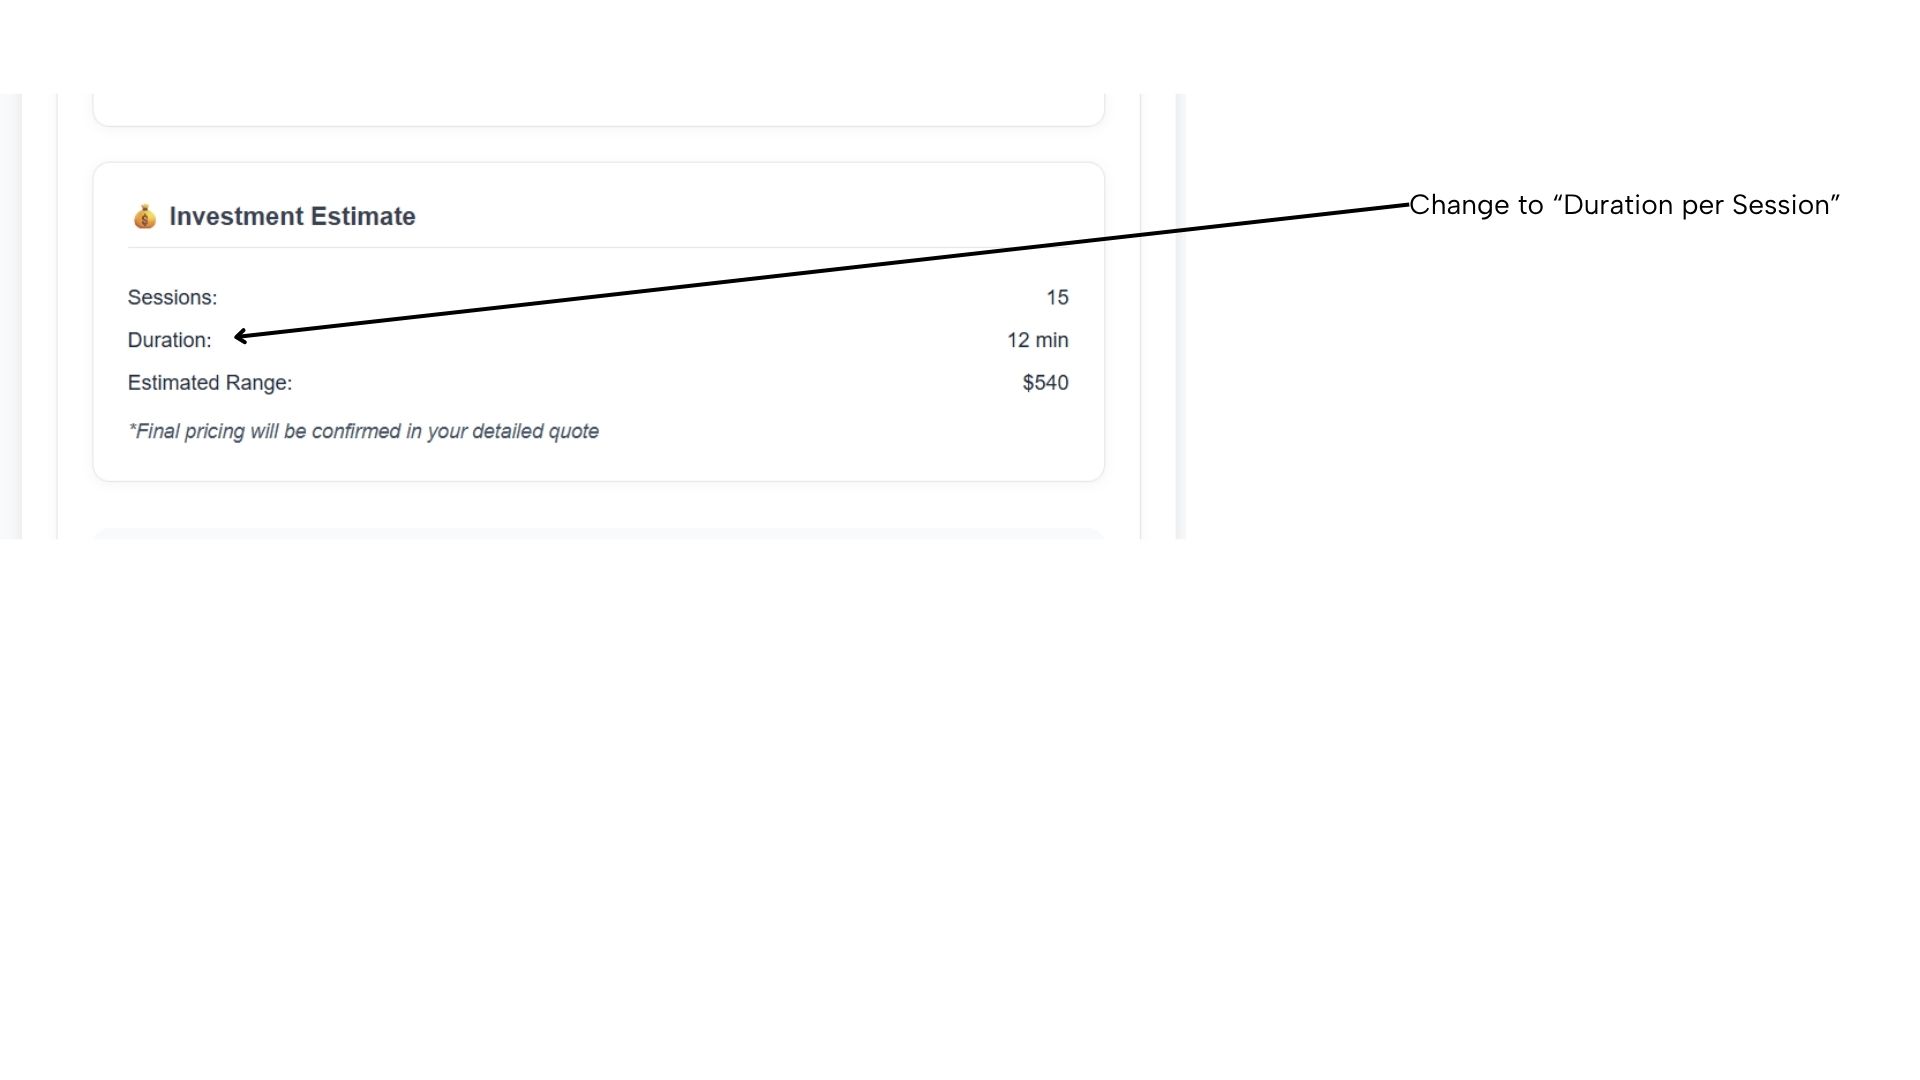 💰 Investment Estimate
Change to “Duration per Session”
Sessions: 15
Duration: 12 min
Estimated Range: $540
*Final pricing will be confirmed in your detailed quote